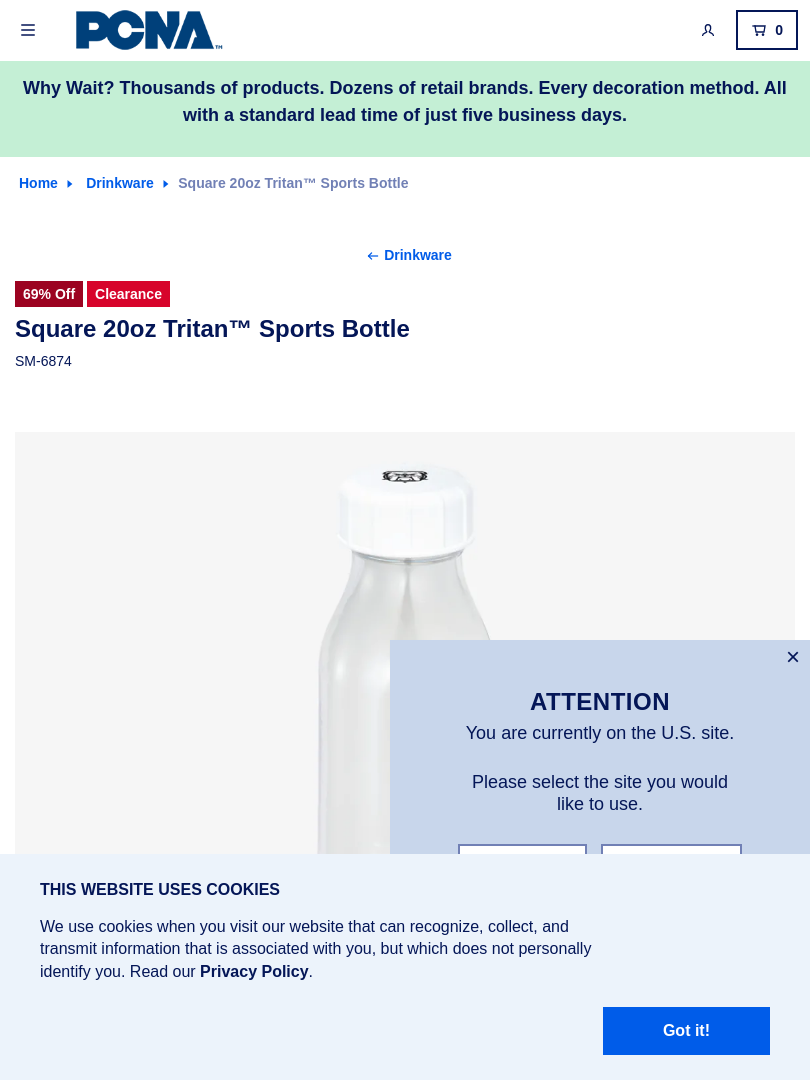 PCNA™
0
Why Wait? Thousands of products. Dozens of retail brands. Every decoration method. All
with a standard lead time of just five business days.
Home
Drinkware
Square 20oz Tritan™ Sports Bottle
← Drinkware
69% Off
Clearance
Square 20oz Tritan™ Sports Bottle
SM-6874
×
ATTENTION
You are currently on the U.S. site.
Please select the site you would
like to use.
THIS WEBSITE USES COOKIES
We use cookies when you visit our website that can recognize, collect, and
transmit information that is associated with you, but which does not personally
identify you. Read our Privacy Policy.
Got it!